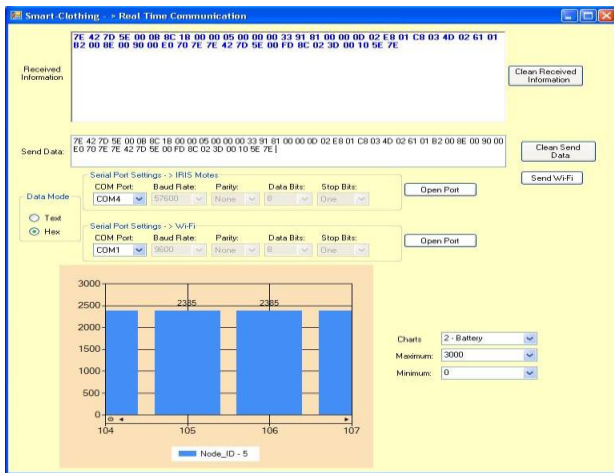 Smart-Clothing - > Real Time Communication
7E 42 7D 5E 00 0B 8C 18 00 00 05 00 00 00 33 91 81 00 00 0D 02 E8 01 C8 03 4D 02 61 01
B2 00 8E 00 90 00 E0 70 7E 7E 42 7D 5E 00 FD 8C 02 3D 00 10 5E 7E
Received
Information
Clean Received
Information
Send Data:
7E 42 7D 5E 00 0B 8C 18 00 00 05 00 00 00 33 91 81 00 00 0D 02 E8 01 C8 03 4D 02 61 01 B2 00 8E 00 90 00
E0 70 7E 7E 42 7D 5E 00 FD 8C 02 3D 00 10 5E 7E
Clean Send
Data
Send Wi-Fi
Serial Port Settings - > IRIS Motes
COM Port: Baud Rate: Parity: Data Bits: Stop Bits:
COM4 57600 None 8 One
Open Port
Data Mode
Text
Hex
Serial Port Settings - > Wi-Fi
COM Port: Baud Rate: Parity: Data Bits: Stop Bits:
COM1 9600 None 8 One
Open Port
3000
2500
2000
1500
1000
500
0
2385 2385
104 105 106 107
Node_ID - 5
Charts 2 - Battery
Maximum: 3000
Minimum: 0